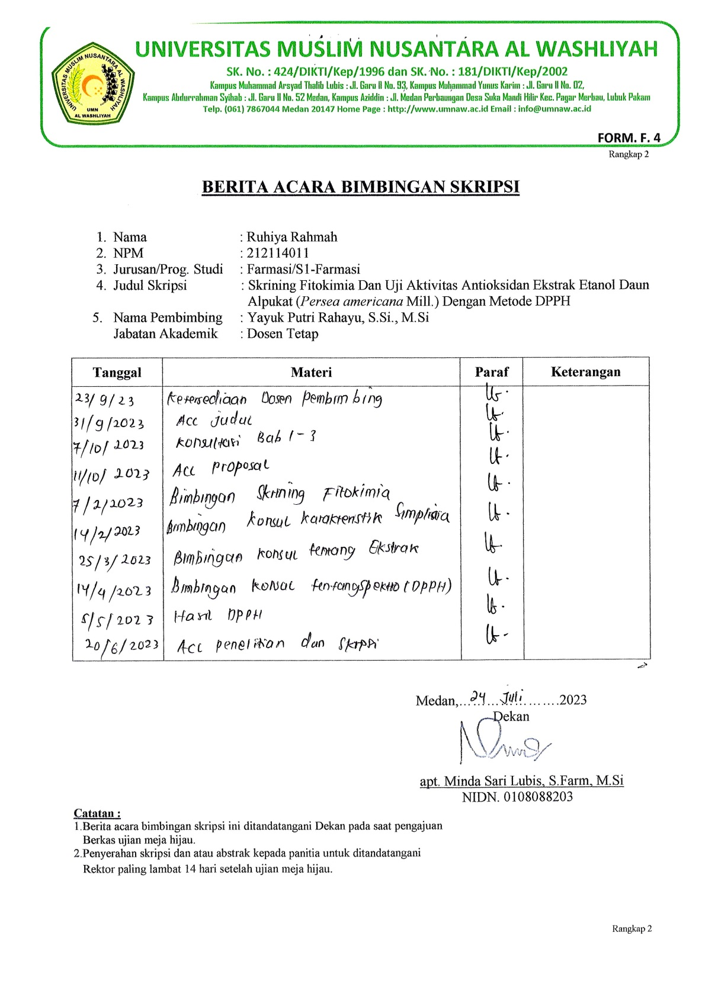 UNIVERSITAS MUSLIM NUSANTARA AL WASHLIYAH
SK. No. : 424/DIKTI/Kep/1996 dan SK. No. : 181/DIKTI/Kep/2002
Kampus Muhammad Arsyad Thalib Lubis : Jl. Garu II No. 93, Kampus Muhammad Yunus Karim : Jl. Garu II No. 02,
Kampus Abdurrahman Syihab : Jl. Garu II No. 52 Medan, Kampus Aziddin : Jl. Medan Perbaungan Desa Suka Mandi Hilir Kec. Pagar Merbau, Lubuk Pakam
Telp. (061) 7867044 Medan 20147 Home Page : http://www.umnaw.ac.id Email : info@umnaw.ac.id
UNIVERSITAS MUSLIM NUSANTARA AL WASHLIYAH
UMN
AL WASHLIYAH
FORM. F. 4
Rangkap 2
BERITA ACARA BIMBINGAN SKRIPSI
1. Nama : Ruhiya Rahmah
2. NPM : 212114011
3. Jurusan/Prog. Studi : Farmasi/S1-Farmasi
4. Judul Skripsi : Skrining Fitokimia Dan Uji Aktivitas Antioksidan Ekstrak Etanol Daun
Alpukat (Persea americana Mill.) Dengan Metode DPPH
5. Nama Pembimbing : Yayuk Putri Rahayu, S.Si., M.Si
Jabatan Akademik : Dosen Tetap
Tanggal Materi Paraf Keterangan
23/9/23 Kesersediaan Dosen Pembimbing
31/9/2023 Acc judul
7/10/2023 Konsultasi Bab 1-3
11/10/2023 Acc proposal
7/2/2023 Bimbingan Skrining Fitokimia
14/2/2023 Bimbingan konsul karakteristik Simplisia
25/3/2023 Bimbingan konsul tentang Ekstrak
14/4/2023 Bimbingan konsul tentang spektro (DPPH)
5/5/2023 Hasil DPPH
20/6/2023 Acc penelitian dan Skripsi
Medan,...24...Juli.........2023
Dekan
apt. Minda Sari Lubis, S.Farm, M.Si
NIDN. 0108088203
Catatan :
1.Berita acara bimbingan skripsi ini ditandatangani Dekan pada saat pengajuan
Berkas ujian meja hijau.
2.Penyerahan skripsi dan atau abstrak kepada panitia untuk ditandatangani
Rektor paling lambat 14 hari setelah ujian meja hijau.
Rangkap 2